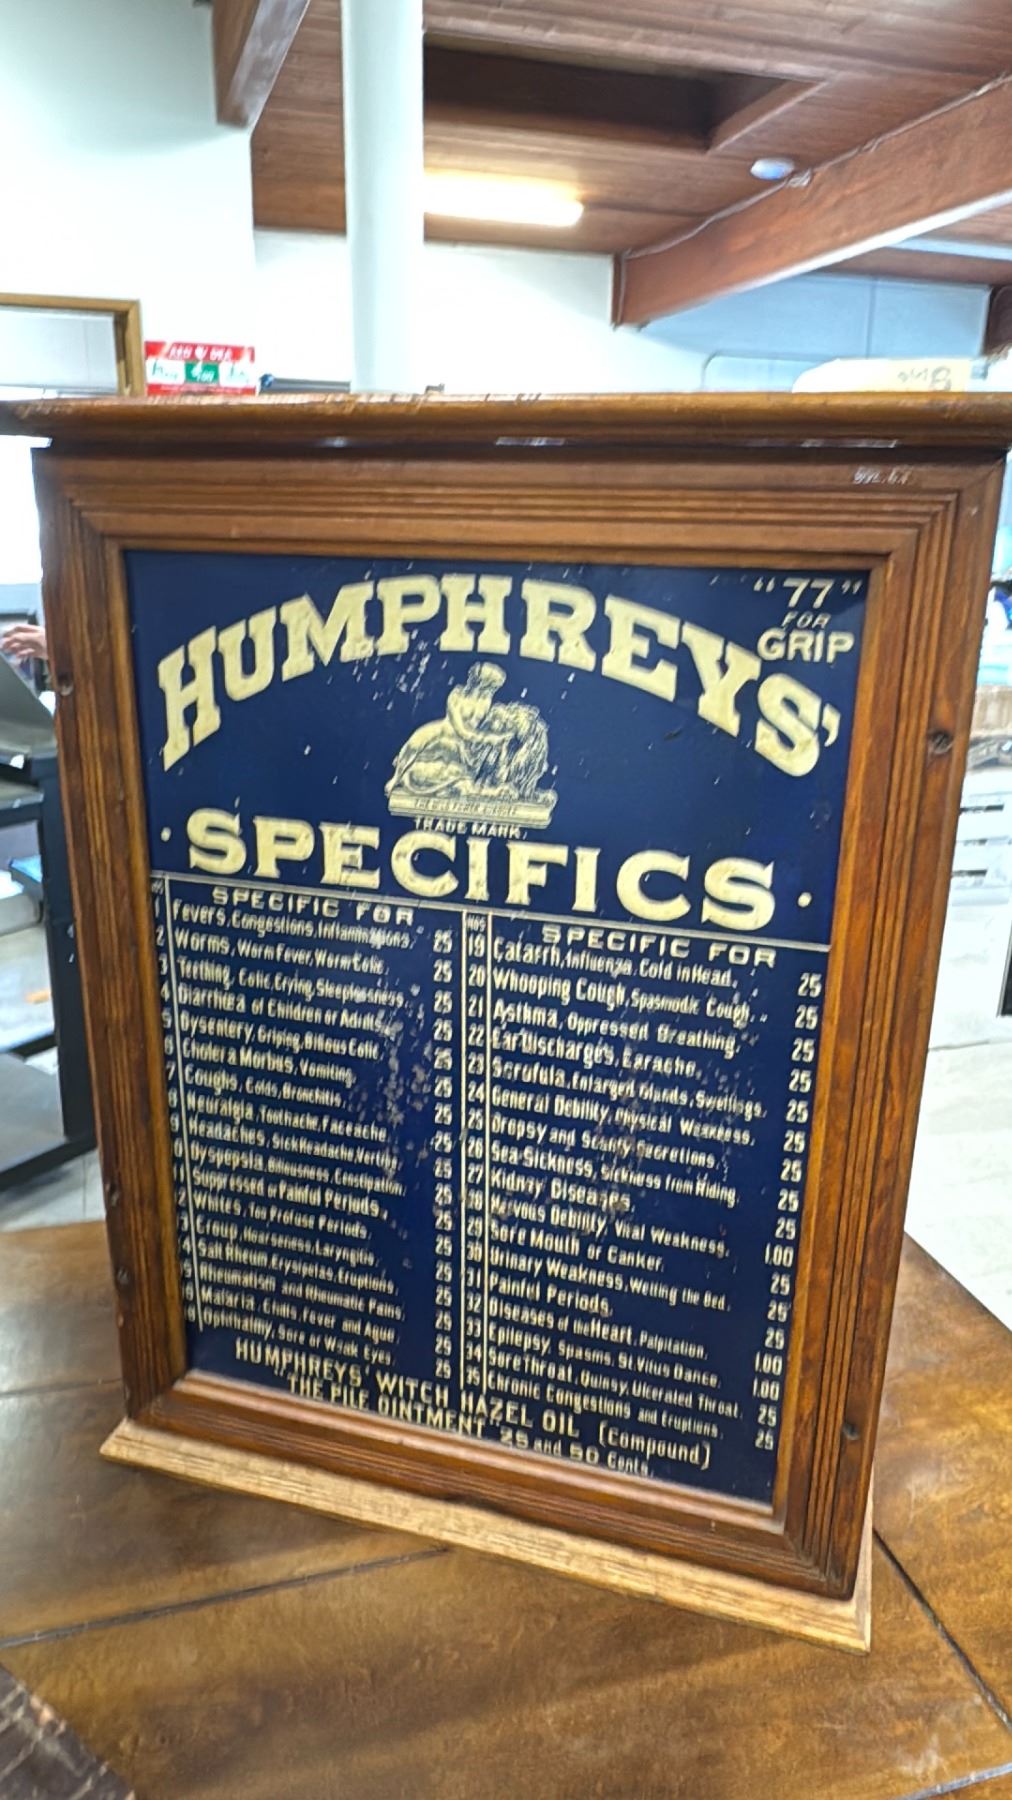 "77"
FOR
GRIP
HUMPHREYS'
TRADE MARK.
· SPECIFICS ·
NOS
SPECIFIC FOR
1 Fevers, Congestions, Inflammations, 25
2 Worms, Worm Fever, Worm Colic, 25
3 Teething, Colic, Crying, Sleeplessness, 25
4 Diarrhea of Children or Adults, 25
5 Dysentery, Griping, Bilious Colic, 25
6 Cholera Morbus, Vomiting, 25
7 Coughs, Colds, Bronchitis, 25
8 Neuralgia, Toothache, Faceache, 25
9 Headaches, Sick Headache, Vertigo, 25
Dyspepsia, Biliousness, Constipation, 25
Suppressed or Painful Periods, 25
Whites, Too Profuse Periods, 25
Croup, Hoarseness, Laryngitis, 25
Salt Rheum, Erysipelas, Eruptions, 25
Rheumatism and Rheumatic Pains, 25
Malaria, Chills, Fever and Ague, 25
Ophthalmy, Sore or Weak Eyes, 25
NOS
SPECIFIC FOR
19 Catarrh, Influenza, Cold in Head, 25
20 Whooping Cough, Spasmodic Cough, 25
21 Asthma, Oppressed Breathing, 25
22 Ear Discharges, Earache, 25
23 Scrofula, Enlarged Glands, Swellings, 25
24 General Debility, Physical Weakness, 25
25 Dropsy and Scanty Secretions, 25
26 Sea-Sickness, Sickness from Riding, 25
27 Kidney Diseases, 25
28 Nervous Debility, Vital Weakness, 1.00
29 Sore Mouth or Canker, 25
30 Urinary Weakness, Wetting the Bed, 25
31 Painful Periods, 25
32 Diseases of the Heart, Palpitation, 1.00
33 Epilepsy, Spasms, St. Vitus Dance, 1.00
34 Sore Throat, Quinsy, Ulcerated Throat, 25
35 Chronic Congestions and Eruptions, 25
HUMPHREYS' WITCH HAZEL OIL (Compound)
"THE PILE OINTMENT" 25 and 50 Cents.